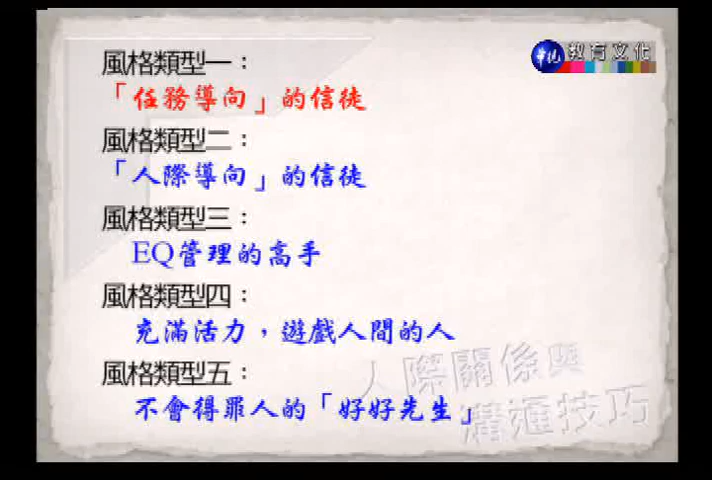 華視 教育文化
風格類型一：
「任務導向」的信徒
風格類型二：
「人際導向」的信徒
風格類型三：
EQ管理的高手
風格類型四：
充滿活力，遊戲人間的人
風格類型五：
不會得罪人的「好好先生」
人際關係與
溝通技巧